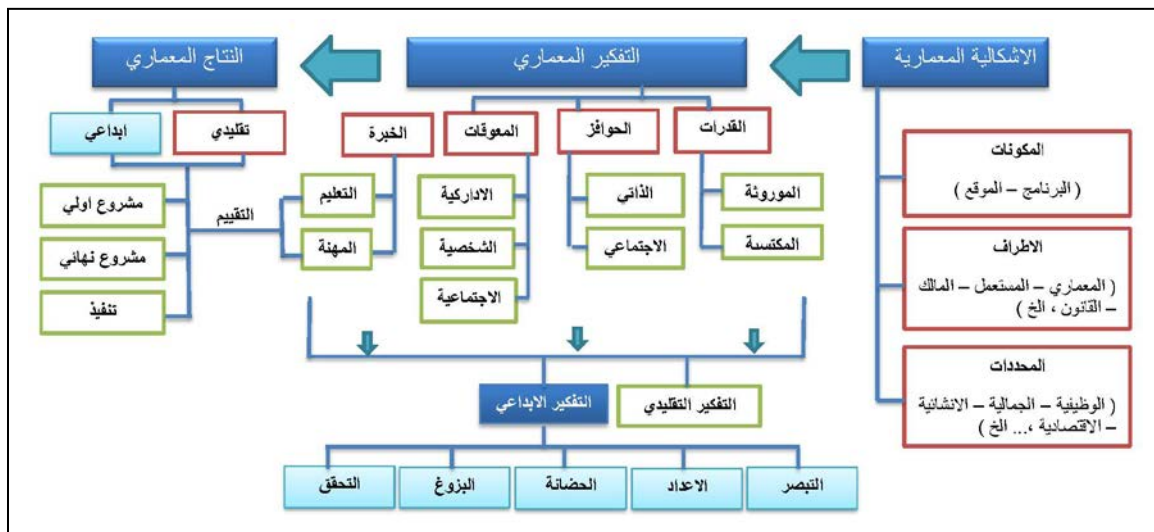 الاشكالية المعمارية
التفكير المعماري
النتاج المعماري
المكونات
( البرنامج – الموقع )
الاطراف
( المعماري – المستعمل – المالك
– القانون ، الخ )
المحددات
( الوظيفية – الجمالية – الانشائية
– الاقتصادية ،... الخ )
القدرات
الحوافز
المعوقات
الخبرة
الموروثة
المكتسبة
الذاتي
الاجتماعي
الاداركية
الشخصية
الاجتماعية
التعليم
المهنة
التقييم
تقليدي
ابداعي
مشروع اولي
مشروع نهائي
تنفيذ
التفكير التقليدي
التفكير الابداعي
التبصر
الاعداد
الحضانة
البزوغ
التحقق